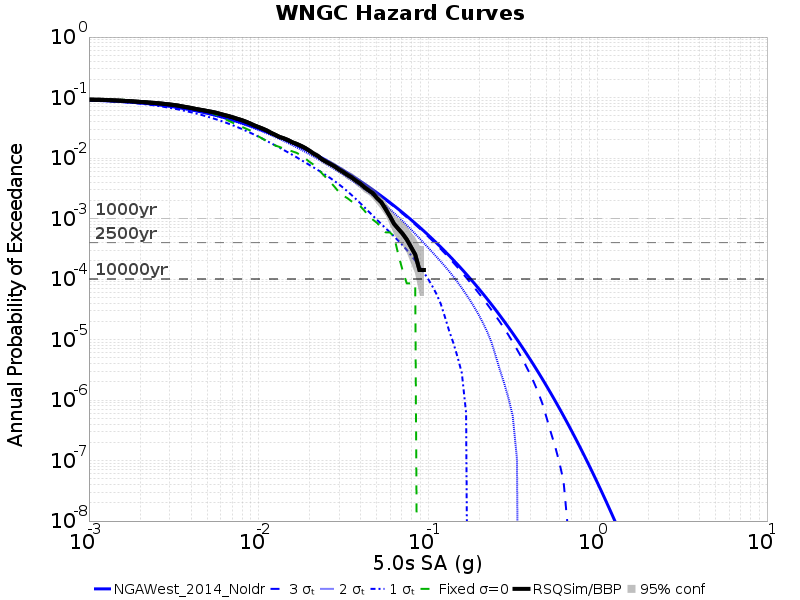 WNGC Hazard Curves
Annual Probability of Exceedance
10^0
10^-1
10^-2
10^-3
10^-4
10^-5
10^-6
10^-7
10^-8
1000yr
2500yr
10000yr
10^-3 10^-2 10^-1 10^0 10^1
5.0s SA (g)
NGAWest_2014_NoIdr 3 σₜ 2 σₜ 1 σₜ Fixed σ=0 RSQSim/BBP 95% conf